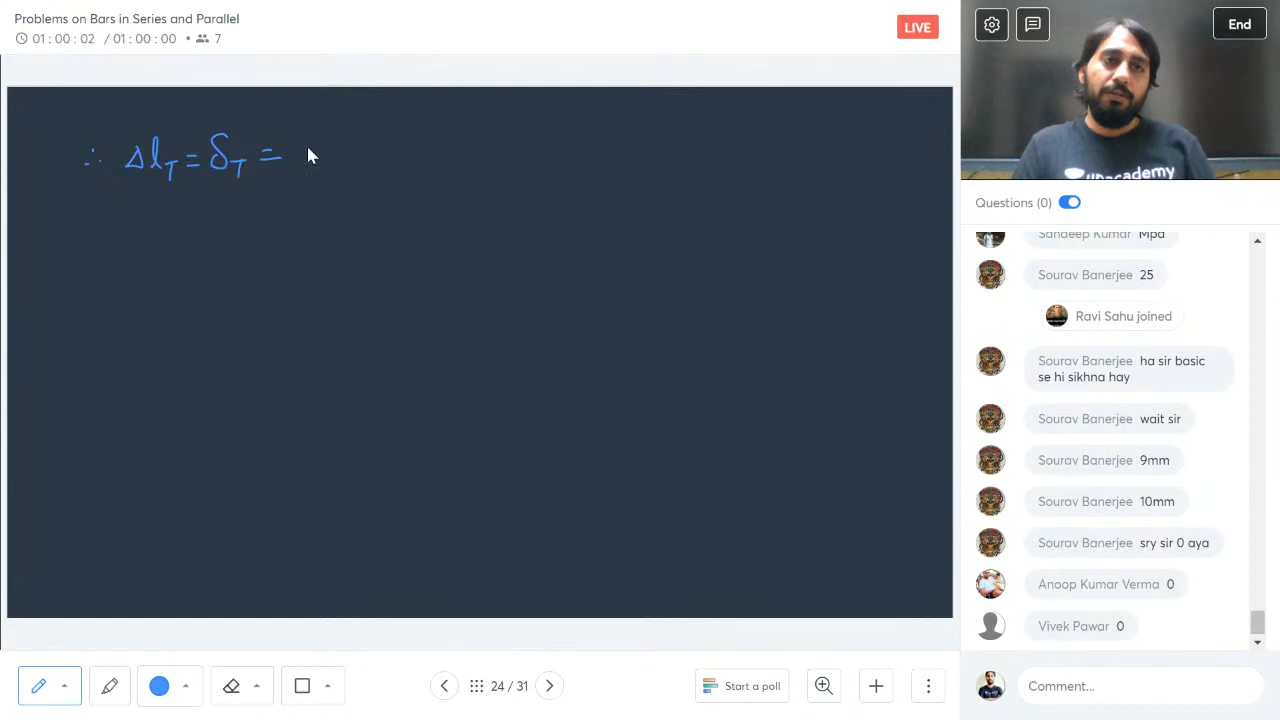 Problems on Bars in Series and Parallel
01 : 00 : 02 / 01 : 00 : 00 • 7
LIVE
End
∴ Δl_T = δ_T =
Questions (0)
Sandeep Kumar Mpa
Sourav Banerjee 25
Ravi Sahu joined
Sourav Banerjee ha sir basic
se hi sikhna hay
Sourav Banerjee wait sir
Sourav Banerjee 9mm
Sourav Banerjee 10mm
Sourav Banerjee sry sir 0 aya
Anoop Kumar Verma 0
Vivek Pawar 0
24 / 31
Start a poll
Comment...